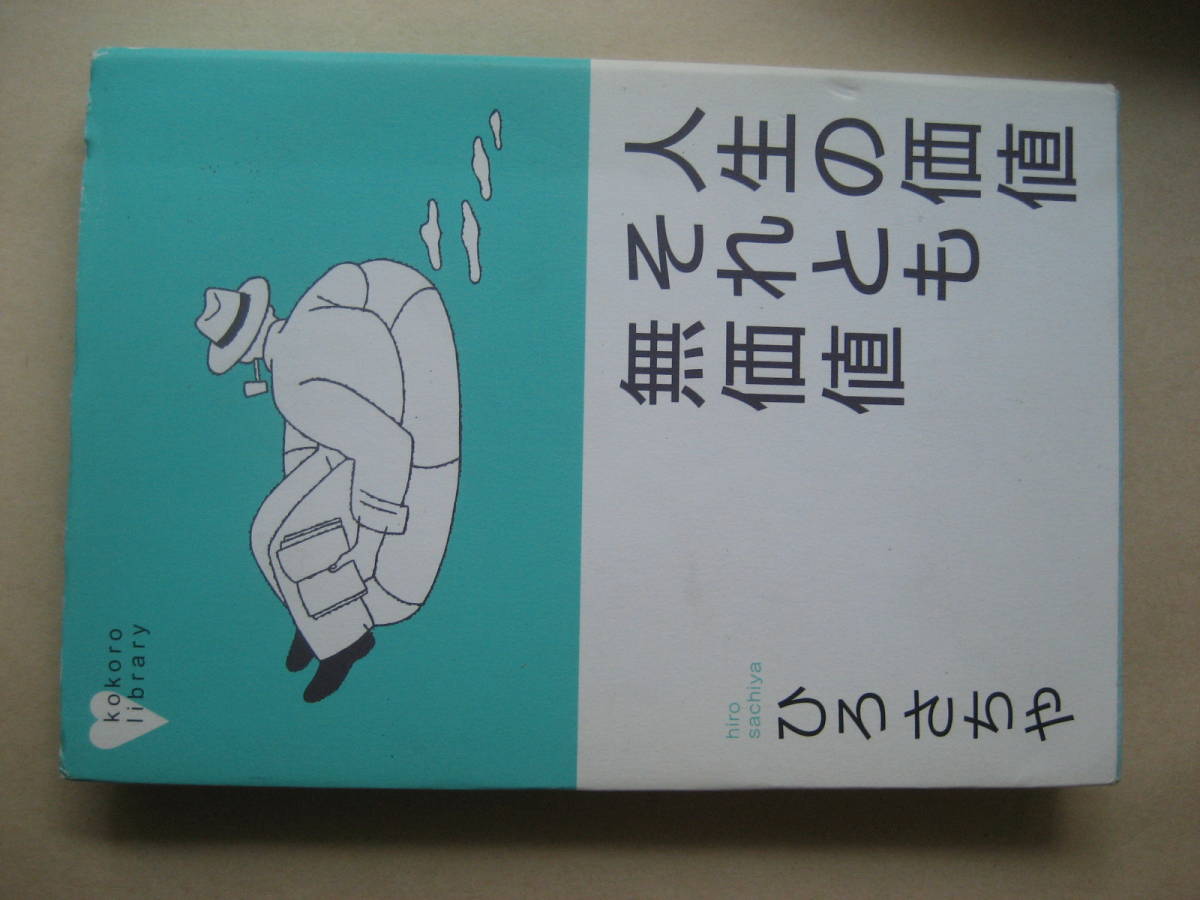 kokoro
library
人生の価値
それとも
無価値
hiro
sachiya
ひろさちや